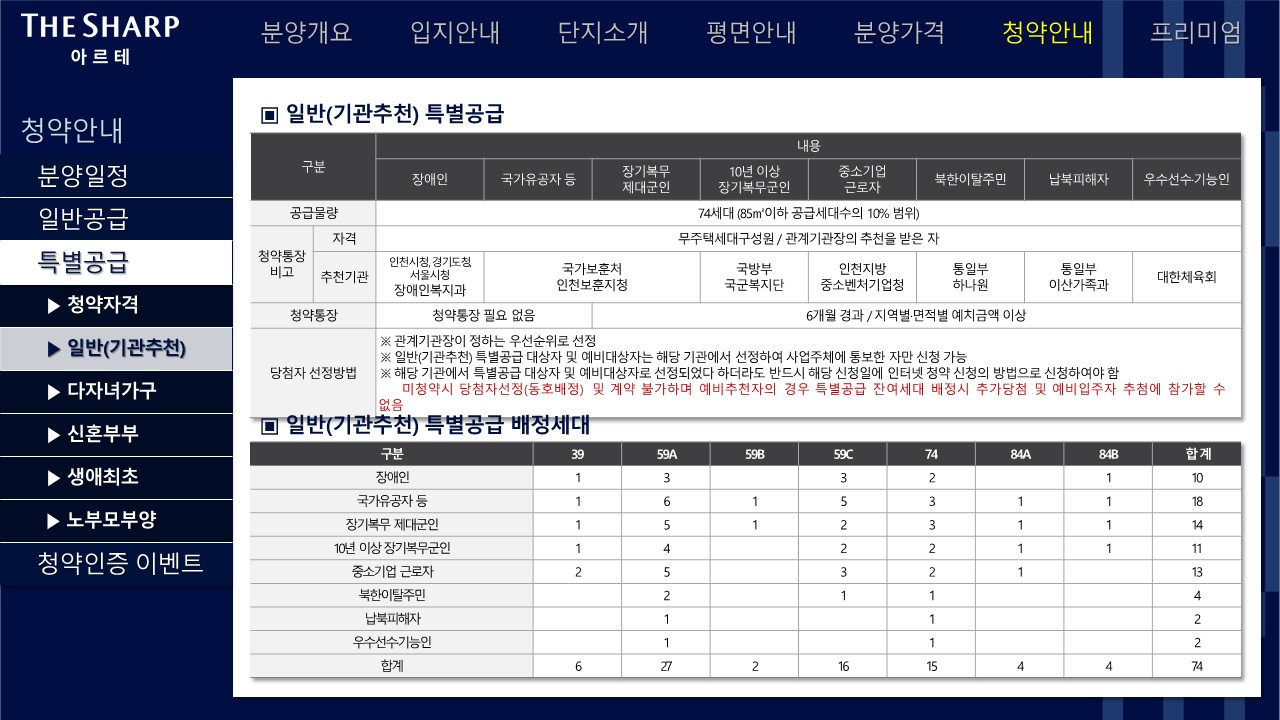 THE SHARP
아르테
분양개요 입지안내 단지소개 평면안내 분양가격 청약안내 프리미엄
청약안내
분양일정
일반공급
특별공급
▶ 청약자격
▶ 일반(기관추천)
▶ 다자녀가구
▶ 신혼부부
▶ 생애최초
▶ 노부모부양
청약인증 이벤트
▣ 일반(기관추천) 특별공급
구분 내용
장애인 국가유공자 등 장기복무 제대군인 10년 이상 장기복무군인 중소기업 근로자 북한이탈주민 납북피해자 우수선수·기능인
공급물량 74세대 (85㎡이하 공급세대수의 10% 범위)
청약통장 비고 자격 무주택세대구성원 / 관계기관장의 추천을 받은 자
추천기관 인천시청, 경기도청, 서울시청 장애인복지과 국가보훈처 인천보훈지청 국방부 국군복지단 인천지방 중소벤처기업청 통일부 하나원 통일부 이산가족과 대한체육회
청약통장 청약통장 필요 없음 6개월 경과 / 지역별·면적별 예치금액 이상
당첨자 선정방법
※ 관계기관장이 정하는 우선순위로 선정
※ 일반(기관추천) 특별공급 대상자 및 예비대상자는 해당 기관에서 선정하여 사업주체에 통보한 자만 신청 가능
※ 해당 기관에서 특별공급 대상자 및 예비대상자로 선정되었다 하더라도 반드시 해당 신청일에 인터넷 청약 신청의 방법으로 신청하여야 함
미청약시 당첨자선정(동호배정) 및 계약 불가하며 예비추천자의 경우 특별공급 잔여세대 배정시 추가당첨 및 예비입주자 추첨에 참가할 수
없음
▣ 일반(기관추천) 특별공급 배정세대
구분 39 59A 59B 59C 74 84A 84B 합계
장애인 1 3 3 2 1 10
국가유공자 등 1 6 1 5 3 1 1 18
장기복무 제대군인 1 5 1 2 3 1 1 14
10년 이상 장기복무군인 1 4 2 2 1 1 11
중소기업 근로자 2 5 3 2 1 13
북한이탈주민 2 1 1 4
납북피해자 1 1 2
우수선수·기능인 1 1 2
합계 6 27 2 16 15 4 4 74